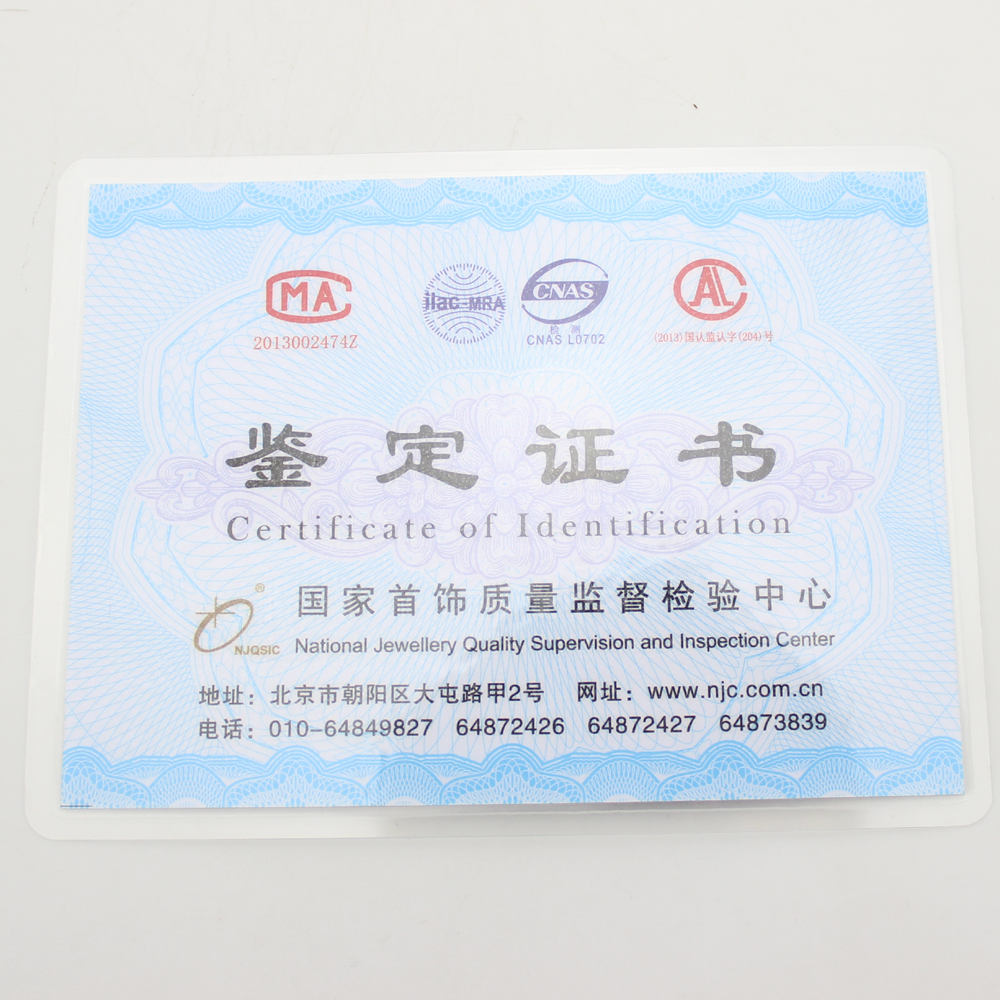 MA
2013002474Z
ilac-MRA
CNAS
检 测
CNAS L0702
AL
(2013)国认监认字(204)号
鉴定证书
Certificate of Identification
®
NJQSIC
国家首饰质量监督检验中心
National Jewellery Quality Supervision and Inspection Center
地址：北京市朝阳区大屯路甲2号 网址：www.njc.com.cn
电话：010-64849827 64872426 64872427 64873839